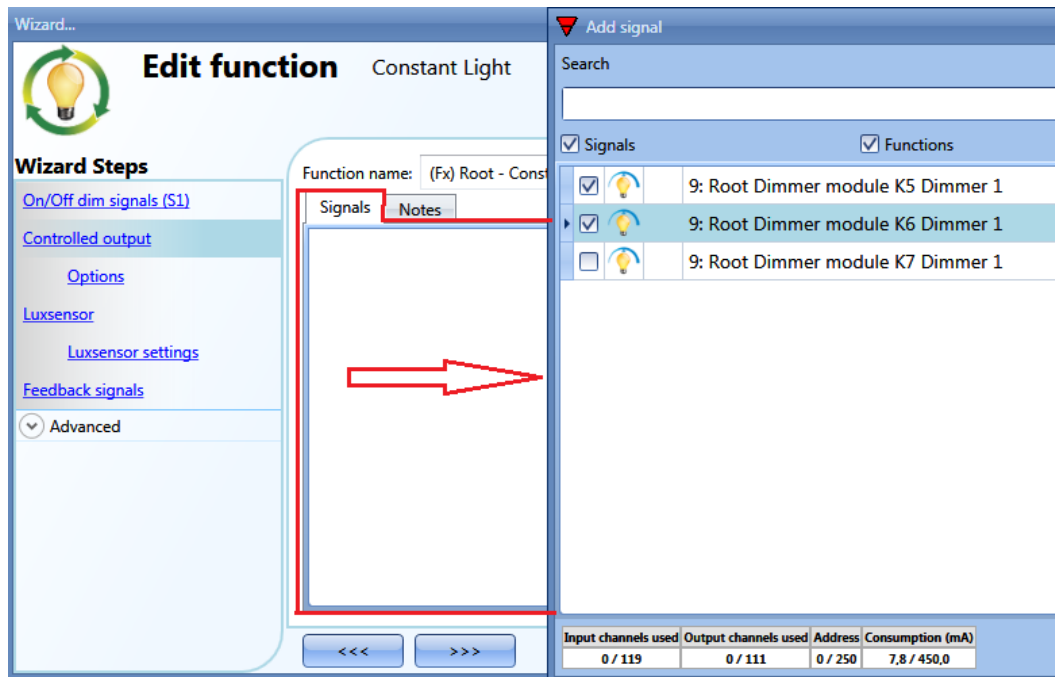 Wizard...
Edit function Constant Light
Wizard Steps
On/Off dim signals (S1)
Controlled output
Options
Luxsensor
Luxsensor settings
Feedback signals
Advanced
Function name: (Fx) Root - Const
Signals Notes
<<< >>>
Add signal
Search
Signals Functions
9: Root Dimmer module K5 Dimmer 1
9: Root Dimmer module K6 Dimmer 1
9: Root Dimmer module K7 Dimmer 1
Input channels used Output channels used Address Consumption (mA)
0 / 119 0 / 111 0 / 250 7,8 / 450,0